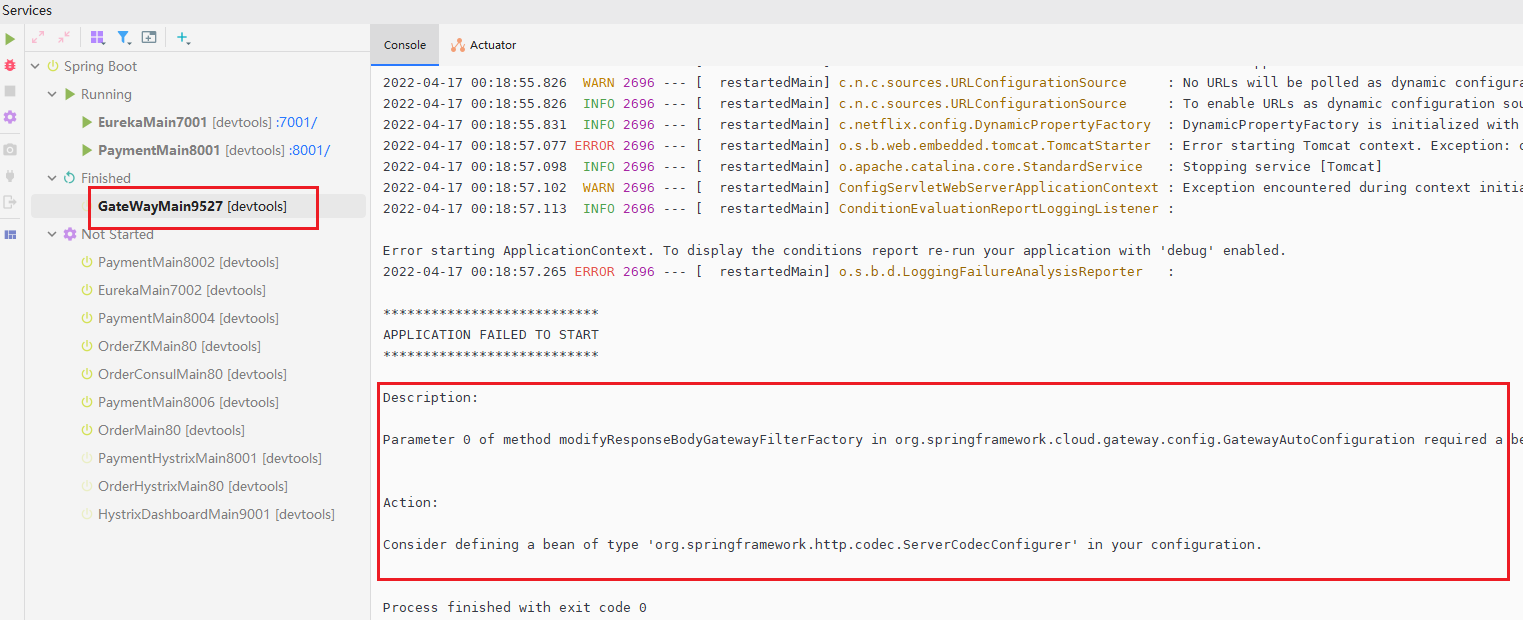 Services
Spring Boot
Running
EurekaMain7001 [devtools] :7001/
PaymentMain8001 [devtools] :8001/
Finished
GateWayMain9527 [devtools]
Not Started
PaymentMain8002 [devtools]
EurekaMain7002 [devtools]
PaymentMain8004 [devtools]
OrderZKMain80 [devtools]
OrderConsulMain80 [devtools]
PaymentMain8006 [devtools]
OrderMain80 [devtools]
PaymentHystrixMain8001 [devtools]
OrderHystrixMain80 [devtools]
HystrixDashboardMain9001 [devtools]
Console Actuator
2022-04-17 00:18:55.826  WARN 2696 --- [  restartedMain] c.n.c.sources.URLConfigurationSource     : No URLs will be polled as dynamic configura
2022-04-17 00:18:55.826  INFO 2696 --- [  restartedMain] c.n.c.sources.URLConfigurationSource     : To enable URLs as dynamic configuration sou
2022-04-17 00:18:55.831  INFO 2696 --- [  restartedMain] c.netflix.config.DynamicPropertyFactory  : DynamicPropertyFactory is initialized with
2022-04-17 00:18:57.077 ERROR 2696 --- [  restartedMain] o.s.b.web.embedded.tomcat.TomcatStarter  : Error starting Tomcat context. Exception: o
2022-04-17 00:18:57.098  INFO 2696 --- [  restartedMain] o.apache.catalina.core.StandardService   : Stopping service [Tomcat]
2022-04-17 00:18:57.102  WARN 2696 --- [  restartedMain] ConfigServletWebServerApplicationContext : Exception encountered during context initia
2022-04-17 00:18:57.113  INFO 2696 --- [  restartedMain] ConditionEvaluationReportLoggingListener :
Error starting ApplicationContext. To display the conditions report re-run your application with 'debug' enabled.
2022-04-17 00:18:57.265 ERROR 2696 --- [  restartedMain] o.s.b.d.LoggingFailureAnalysisReporter   :
***************************
APPLICATION FAILED TO START
***************************
Description:
Parameter 0 of method modifyResponseBodyGatewayFilterFactory in org.springframework.cloud.gateway.config.GatewayAutoConfiguration required a be
Action:
Consider defining a bean of type 'org.springframework.http.codec.ServerCodecConfigurer' in your configuration.
Process finished with exit code 0